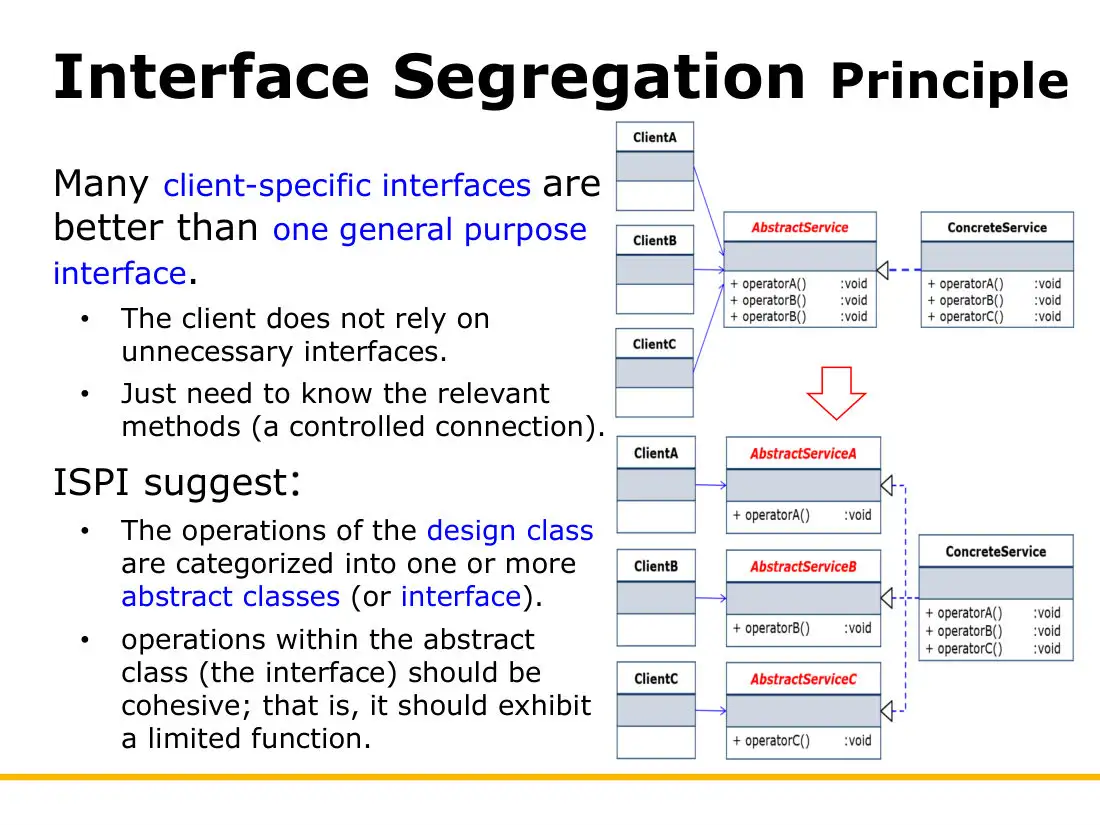 Interface Segregation Principle
Many client-specific interfaces are
better than one general purpose
interface.
• The client does not rely on
unnecessary interfaces.
• Just need to know the relevant
methods (a controlled connection).
ISPI suggest:
• The operations of the design class
are categorized into one or more
abstract classes (or interface).
• operations within the abstract
class (the interface) should be
cohesive; that is, it should exhibit
a limited function.
ClientA
ClientB
ClientC
AbstractService
+ operatorA() :void
+ operatorB() :void
+ operatorB() :void
ConcreteService
+ operatorA() :void
+ operatorB() :void
+ operatorC() :void
ClientA
AbstractServiceA
+ operatorA() :void
ClientB
AbstractServiceB
+ operatorB() :void
ClientC
AbstractServiceC
+ operatorC() :void
ConcreteService
+ operatorA() :void
+ operatorB() :void
+ operatorC() :void